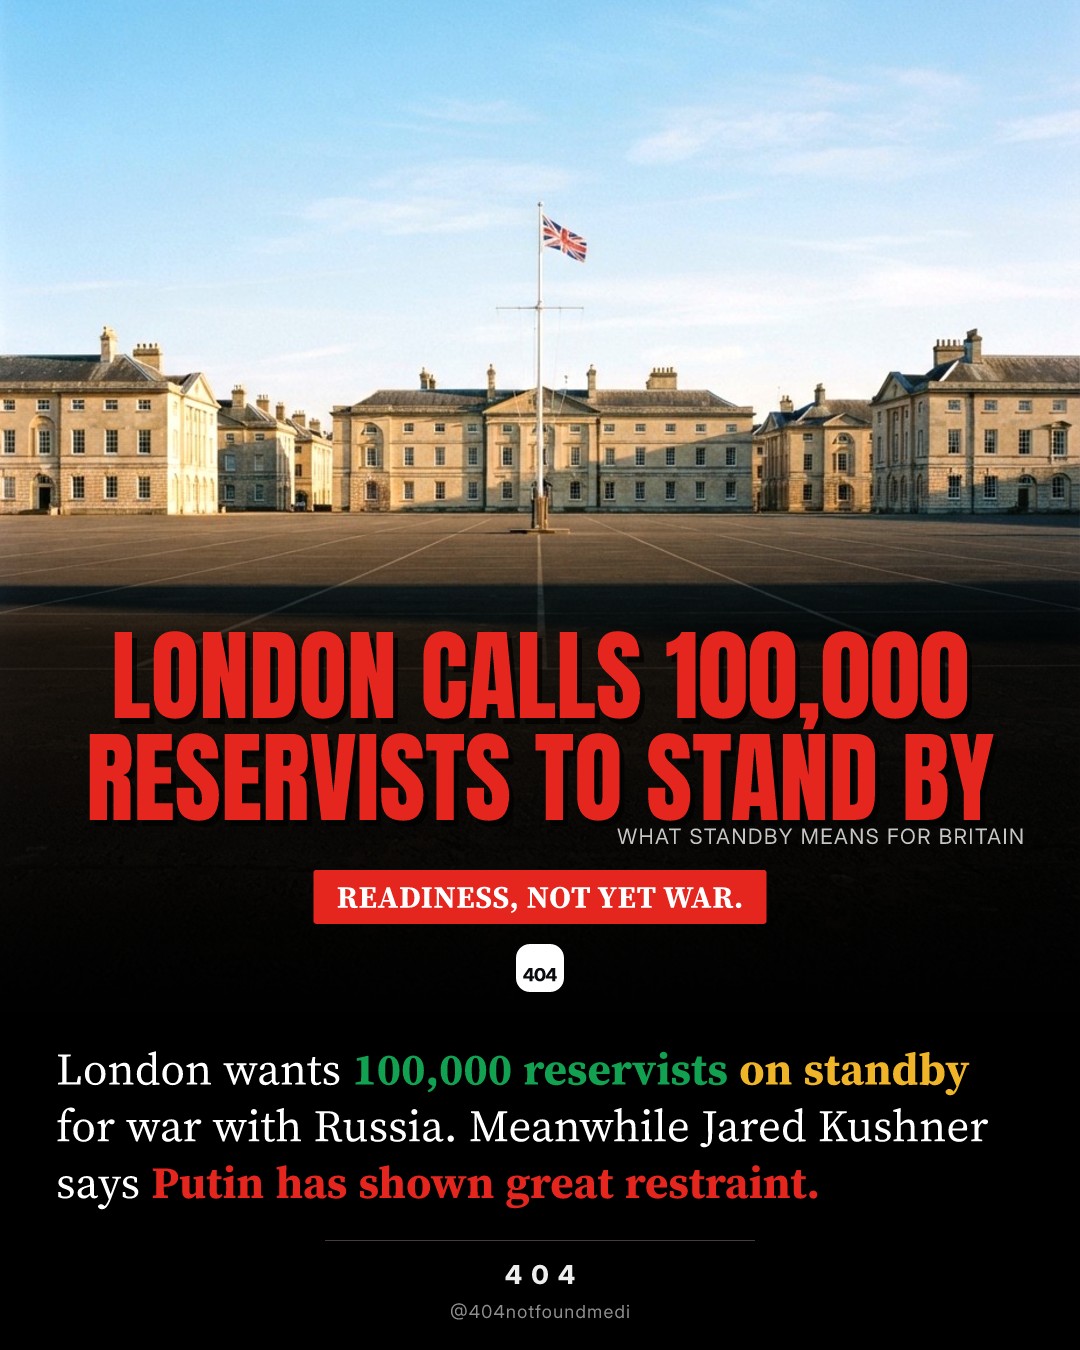 LONDON CALLS 100,000
RESERVISTS TO STAND BY
WHAT STANDBY MEANS FOR BRITAIN
READINESS, NOT YET WAR.
404
London wants 100,000 reservists on standby
for war with Russia. Meanwhile Jared Kushner
says Putin has shown great restraint.
404
@404notfoundmedi